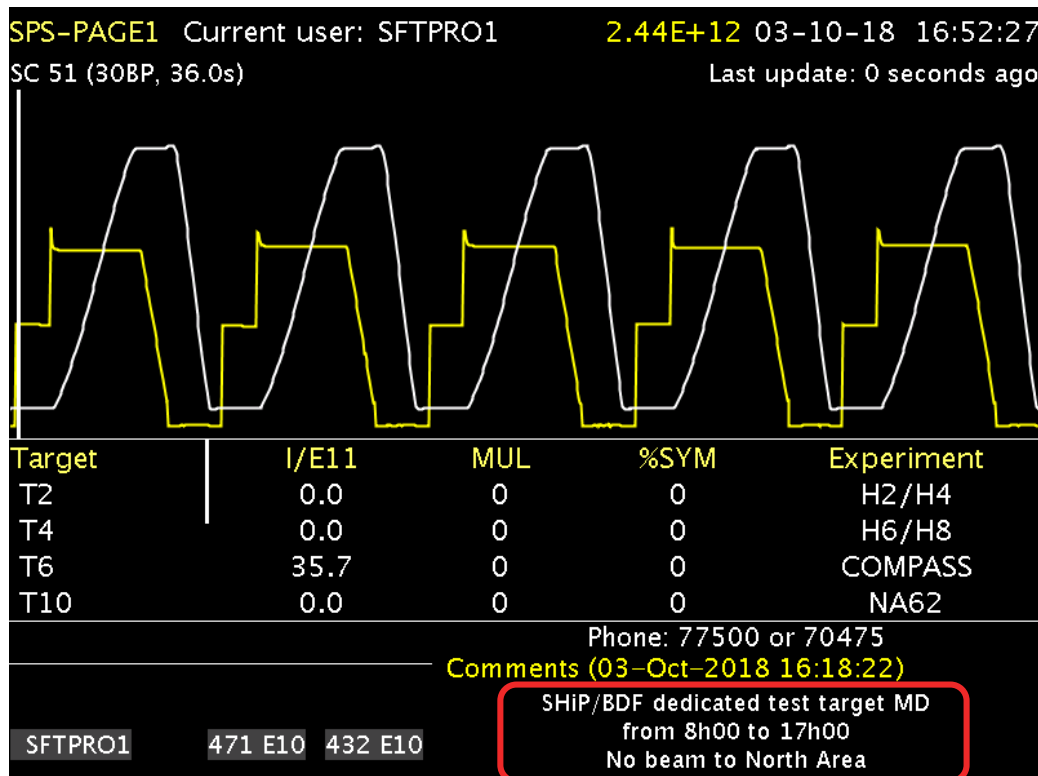 SPS-PAGE1 Current user: SFTPRO1 2.44E+12 03-10-18 16:52:27
SC 51 (30BP, 36.0s) Last update: 0 seconds ago
Target I/E11 MUL %SYM Experiment
T2 0.0 0 0 H2/H4
T4 0.0 0 0 H6/H8
T6 35.7 0 0 COMPASS
T10 0.0 0 0 NA62
Phone: 77500 or 70475
Comments (03-Oct-2018 16:18:22)
SHiP/BDF dedicated test target MD
from 8h00 to 17h00
No beam to North Area
SFTPRO1 471 E10 432 E10